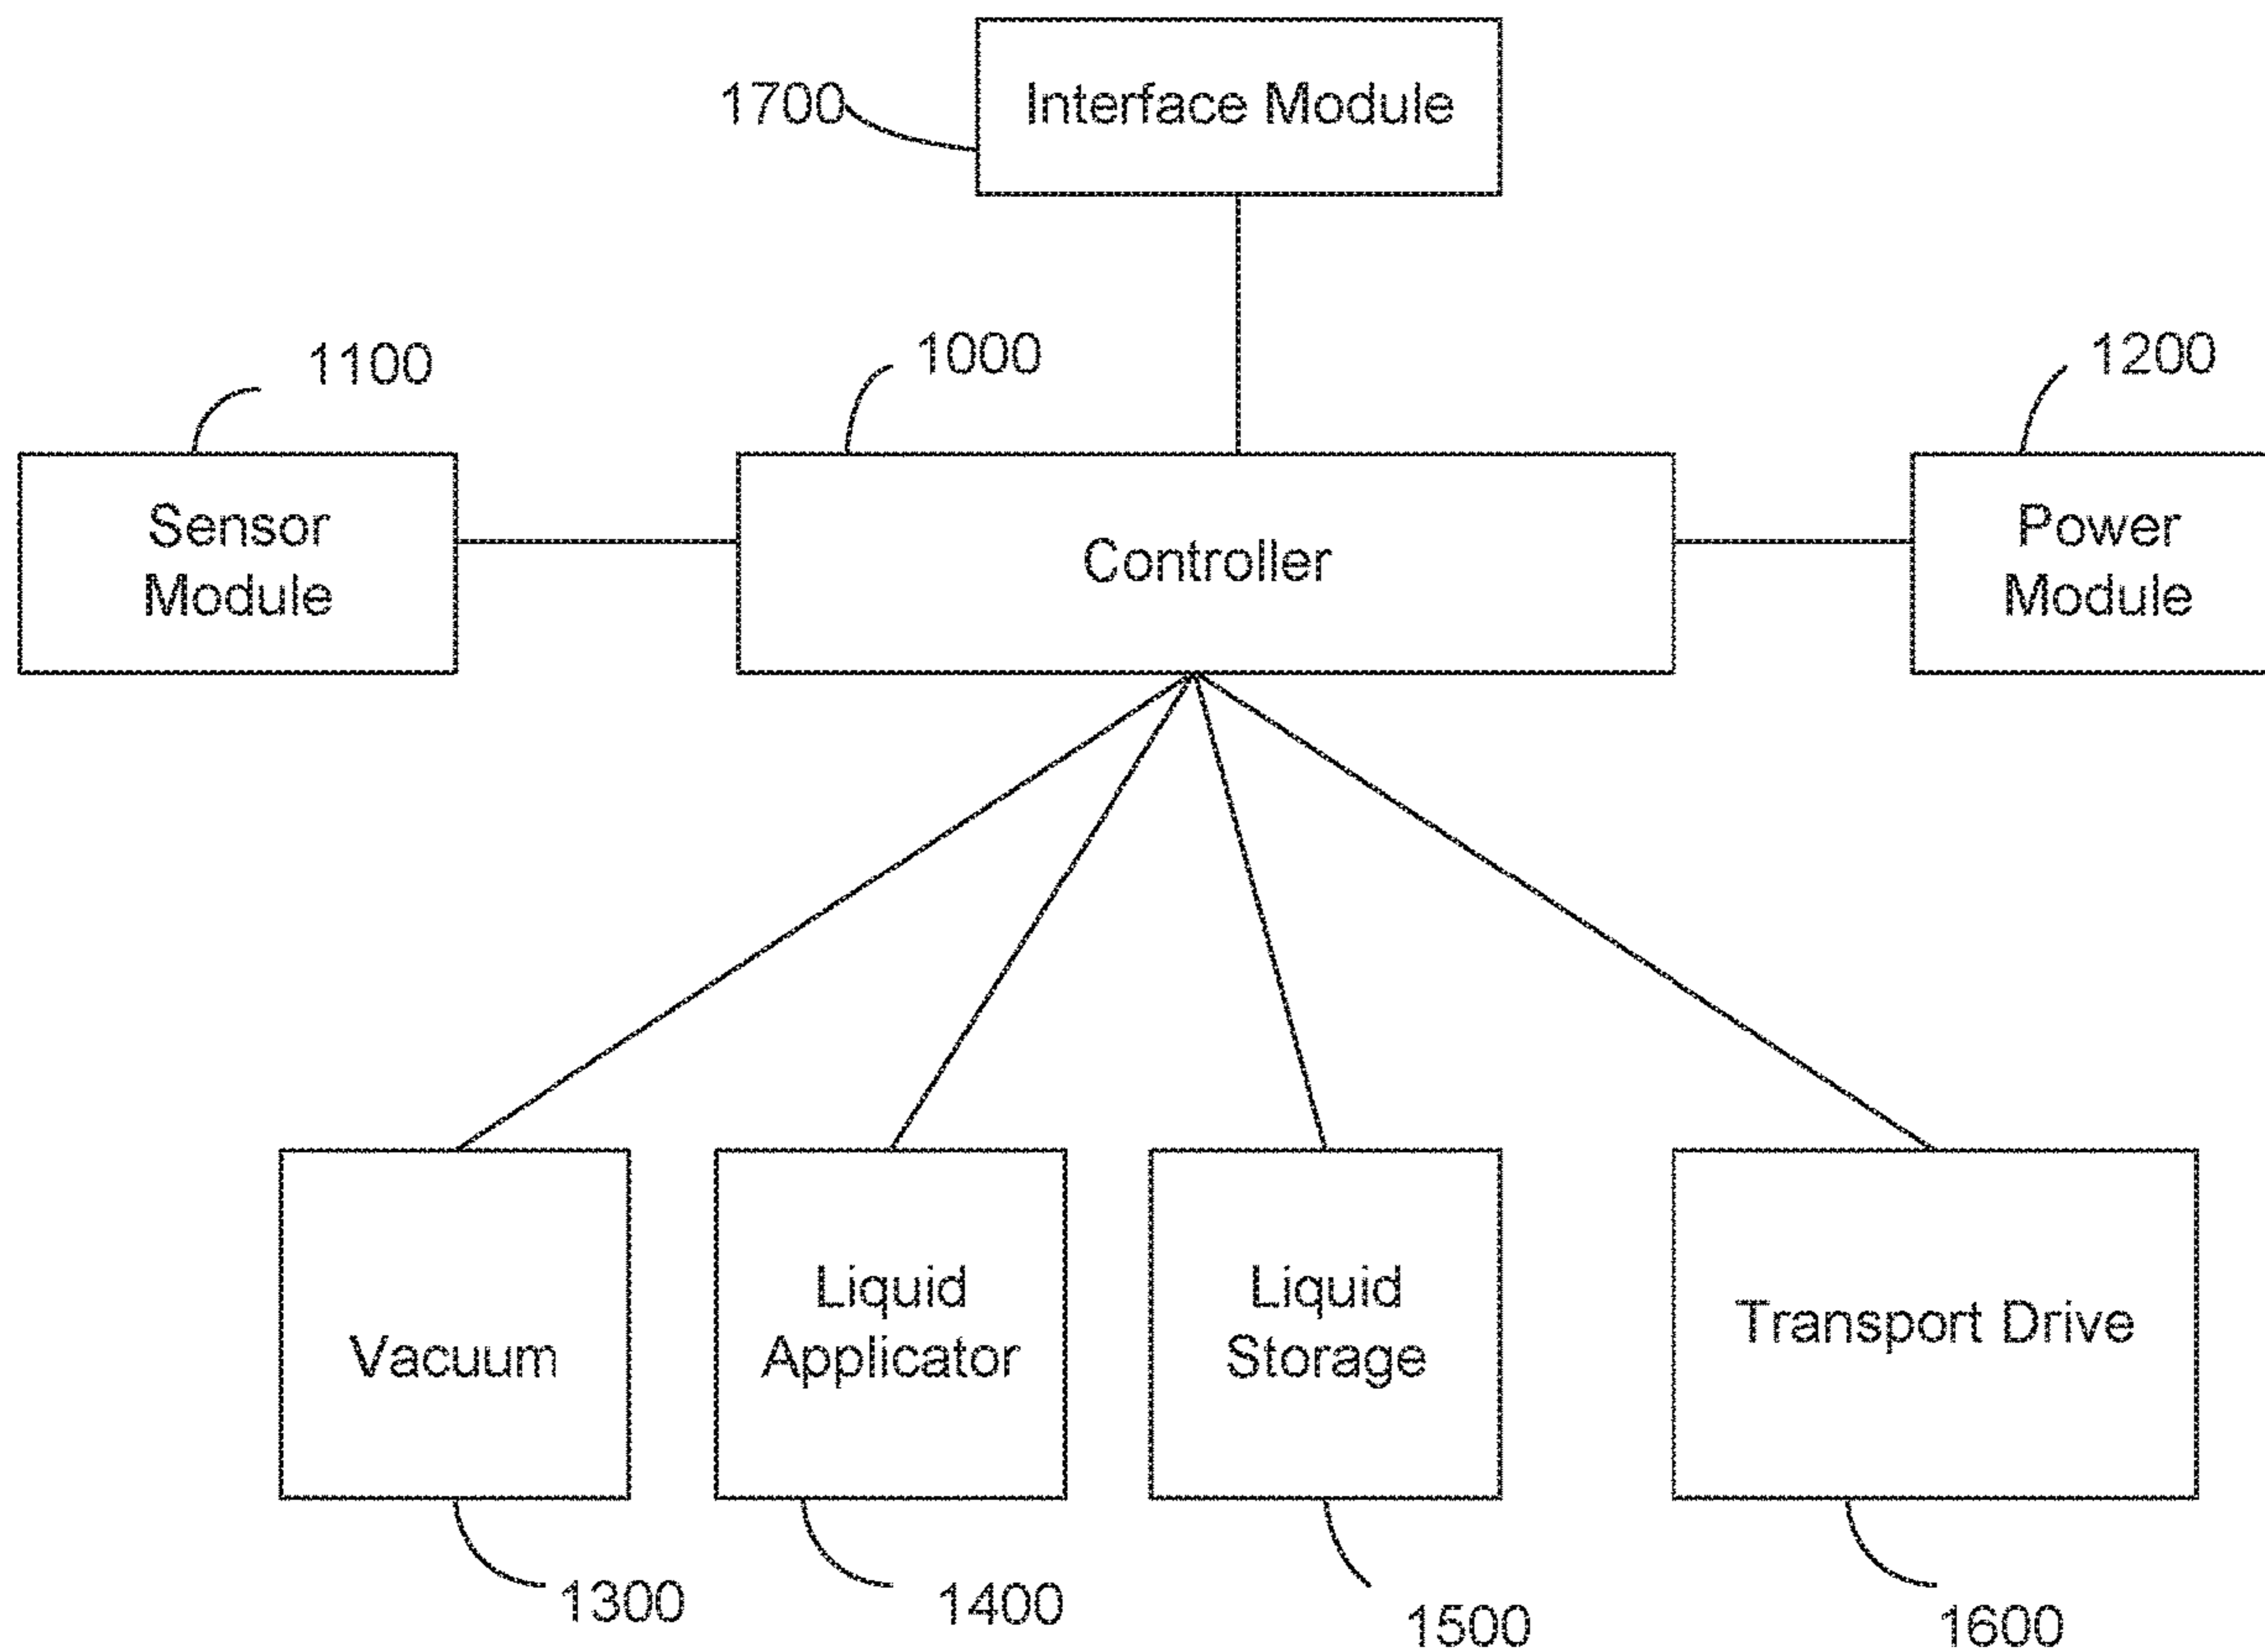 1700
Interface Module
1100
1000
1200
Sensor
Module
Controller
Power
Module
Vacuum
Liquid
Applicator
Liquid
Storage
Transport Drive
1300
1400
1500
1600